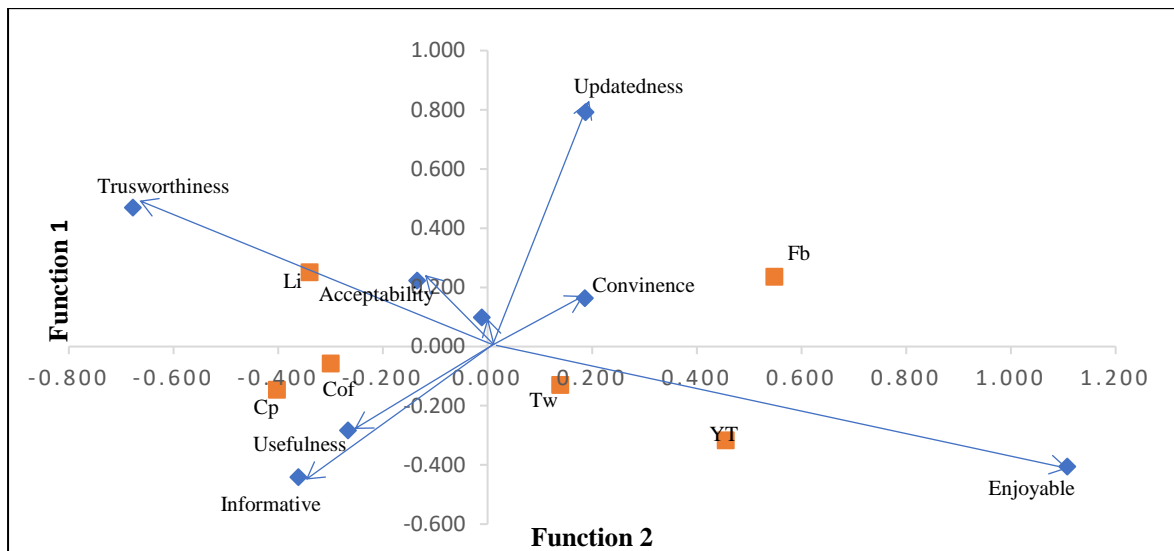 1.000
Updatedness
0.800
0.600
Trusworthiness
0.400
Function 1
Fb
Li
Acceptability
0.200
Convinence
0.000
-0.800 -0.600 -0.400 -0.200 0.000 0.200 0.400 0.600 0.800 1.000 1.200
Cof
Cp
-0.200
Tw
YT
Usefulness
-0.400
Informative
Enjoyable
-0.600
Function 2